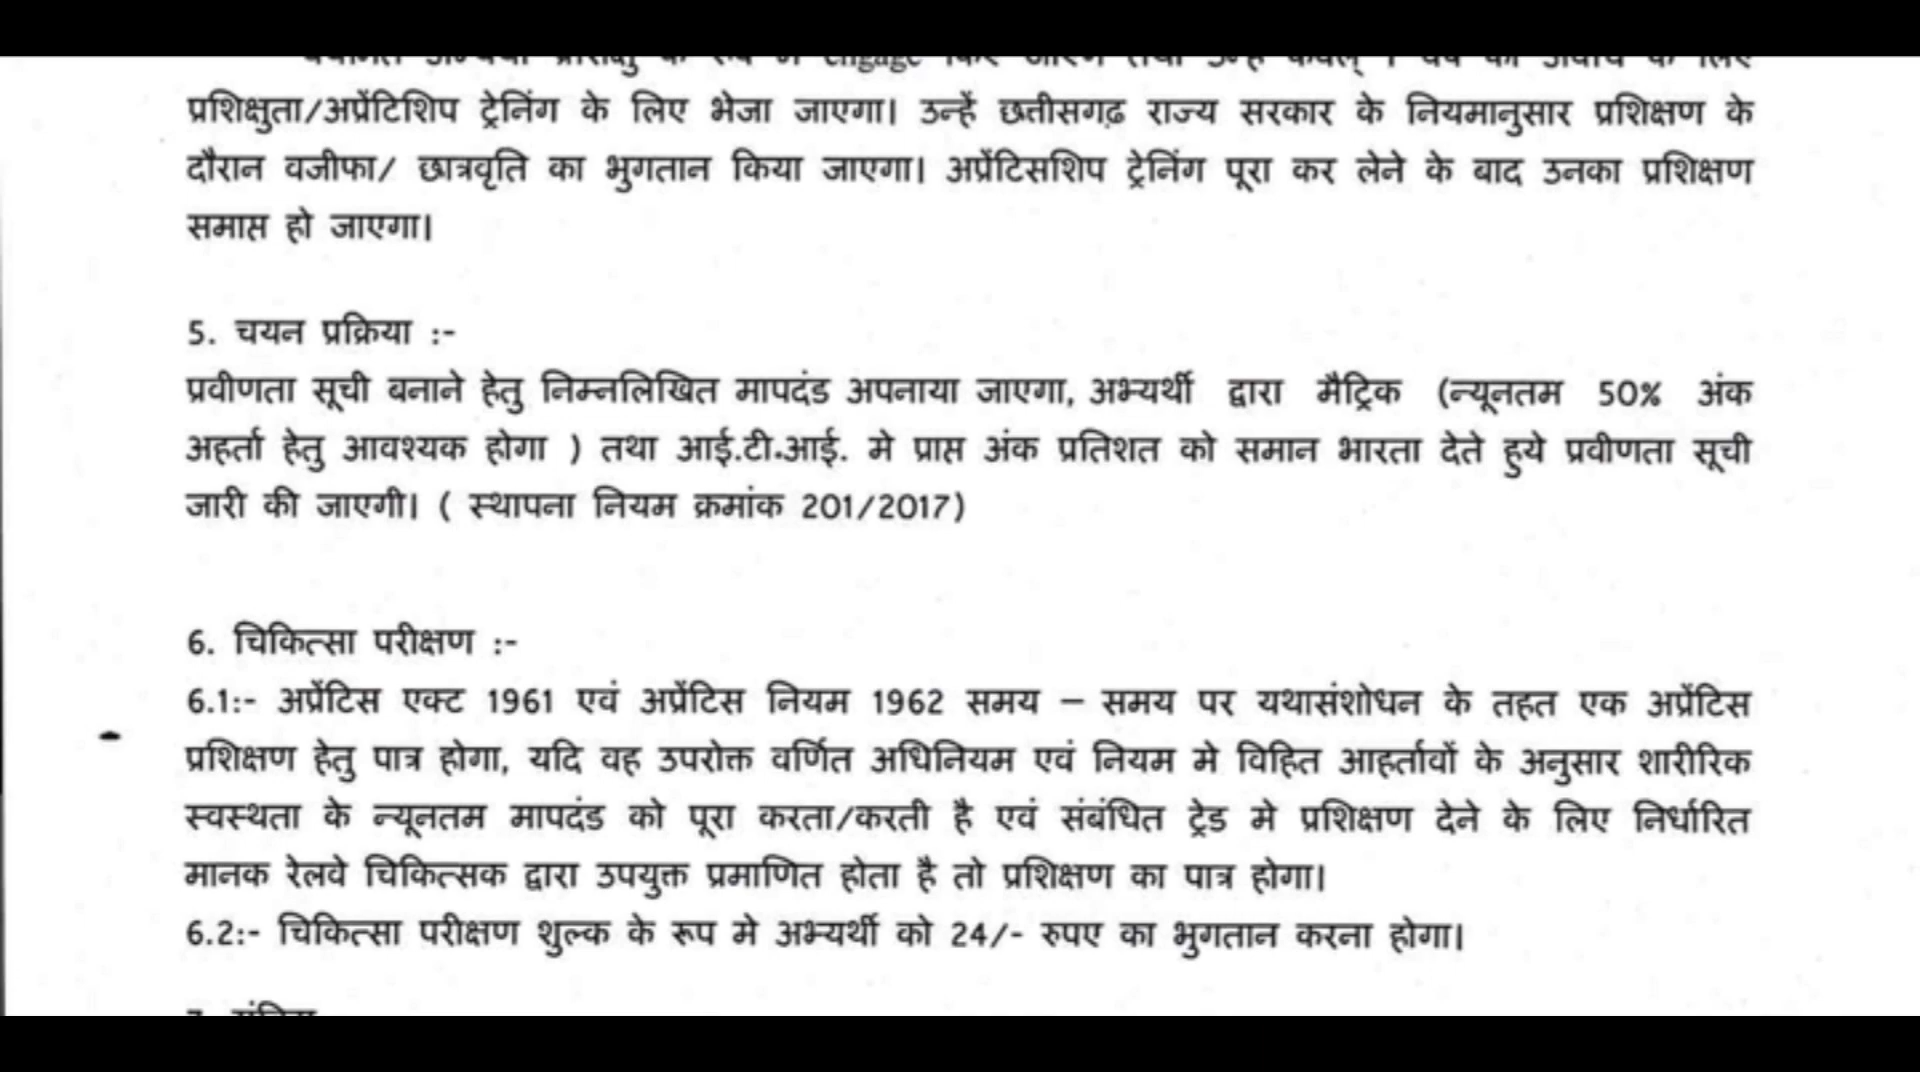 प्रशिक्षुता/अप्रेंटिशिप ट्रेनिंग के लिए भेजा जाएगा। उन्हें छत्तीसगढ़ राज्य सरकार के नियमानुसार प्रशिक्षण के
दौरान वजीफा/ छात्रवृति का भुगतान किया जाएगा। अप्रेंटिसशिप ट्रेनिंग पूरा कर लेने के बाद उनका प्रशिक्षण
समाप्त हो जाएगा।
5. चयन प्रक्रिया :-
प्रवीणता सूची बनाने हेतु निम्नलिखित मापदंड अपनाया जाएगा, अभ्यर्थी द्वारा मैट्रिक (न्यूनतम 50% अंक
अहर्ता हेतु आवश्यक होगा ) तथा आई.टी.आई. मे प्राप्त अंक प्रतिशत को समान भारता देते हुये प्रवीणता सूची
जारी की जाएगी। ( स्थापना नियम क्रमांक 201/2017)
6. चिकित्सा परीक्षण :-
6.1:- अप्रेंटिस एक्ट 1961 एवं अप्रेंटिस नियम 1962 समय – समय पर यथासंशोधन के तहत एक अप्रेंटिस
प्रशिक्षण हेतु पात्र होगा, यदि वह उपरोक्त वर्णित अधिनियम एवं नियम मे विहित आहर्तावों के अनुसार शारीरिक
स्वस्थता के न्यूनतम मापदंड को पूरा करता/करती है एवं संबंधित ट्रेड मे प्रशिक्षण देने के लिए निर्धारित
मानक रेलवे चिकित्सक द्वारा उपयुक्त प्रमाणित होता है तो प्रशिक्षण का पात्र होगा।
6.2:- चिकित्सा परीक्षण शुल्क के रूप मे अभ्यर्थी को 24/- रुपए का भुगतान करना होगा।